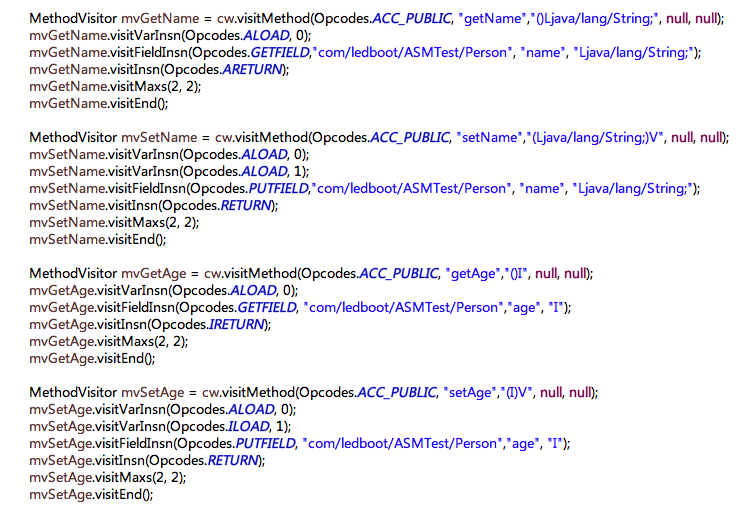 MethodVisitor mvGetName = cw.visitMethod(Opcodes.ACC_PUBLIC, "getName","()Ljava/lang/String;", null, null);
mvGetName.visitVarInsn(Opcodes.ALOAD, 0);
mvGetName.visitFieldInsn(Opcodes.GETFIELD,"com/ledboot/ASMTest/Person", "name", "Ljava/lang/String;");
mvGetName.visitInsn(Opcodes.ARETURN);
mvGetName.visitMaxs(2, 2);
mvGetName.visitEnd();
MethodVisitor mvSetName = cw.visitMethod(Opcodes.ACC_PUBLIC, "setName","(Ljava/lang/String;)V", null, null);
mvSetName.visitVarInsn(Opcodes.ALOAD, 0);
mvSetName.visitVarInsn(Opcodes.ALOAD, 1);
mvSetName.visitFieldInsn(Opcodes.PUTFIELD,"com/ledboot/ASMTest/Person", "name", "Ljava/lang/String;");
mvSetName.visitInsn(Opcodes.RETURN);
mvSetName.visitMaxs(2, 2);
mvSetName.visitEnd();
MethodVisitor mvGetAge = cw.visitMethod(Opcodes.ACC_PUBLIC, "getAge","()I", null, null);
mvGetAge.visitVarInsn(Opcodes.ALOAD, 0);
mvGetAge.visitFieldInsn(Opcodes.GETFIELD, "com/ledboot/ASMTest/Person","age", "I");
mvGetAge.visitInsn(Opcodes.IRETURN);
mvGetAge.visitMaxs(2, 2);
mvGetAge.visitEnd();
MethodVisitor mvSetAge = cw.visitMethod(Opcodes.ACC_PUBLIC, "setAge","(I)V", null, null);
mvSetAge.visitVarInsn(Opcodes.ALOAD, 0);
mvSetAge.visitVarInsn(Opcodes.ILOAD, 1);
mvSetAge.visitFieldInsn(Opcodes.PUTFIELD, "com/ledboot/ASMTest/Person","age", "I");
mvSetAge.visitInsn(Opcodes.RETURN);
mvSetAge.visitMaxs(2, 2);
mvSetAge.visitEnd();